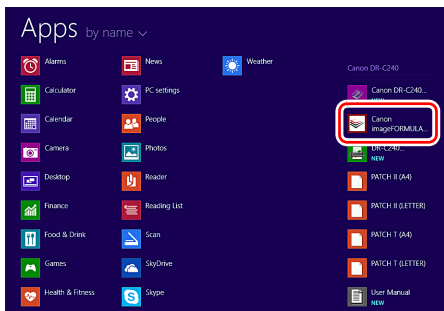 Apps by name
Alarms
Calculator
Calendar
Camera
Desktop
Finance
Food & Drink
Games
Health & Fitness
News
PC settings
People
Photos
Reader
Reading List
Scan
SkyDrive
Skype
Weather
Canon DR-C240
Canon DR-C240...
NEW
Canon
imageFORMULA...
DR-C240...
NEW
PATCH II (A4)
PATCH II (LETTER)
PATCH T (A4)
PATCH T (LETTER)
User Manual
NEW